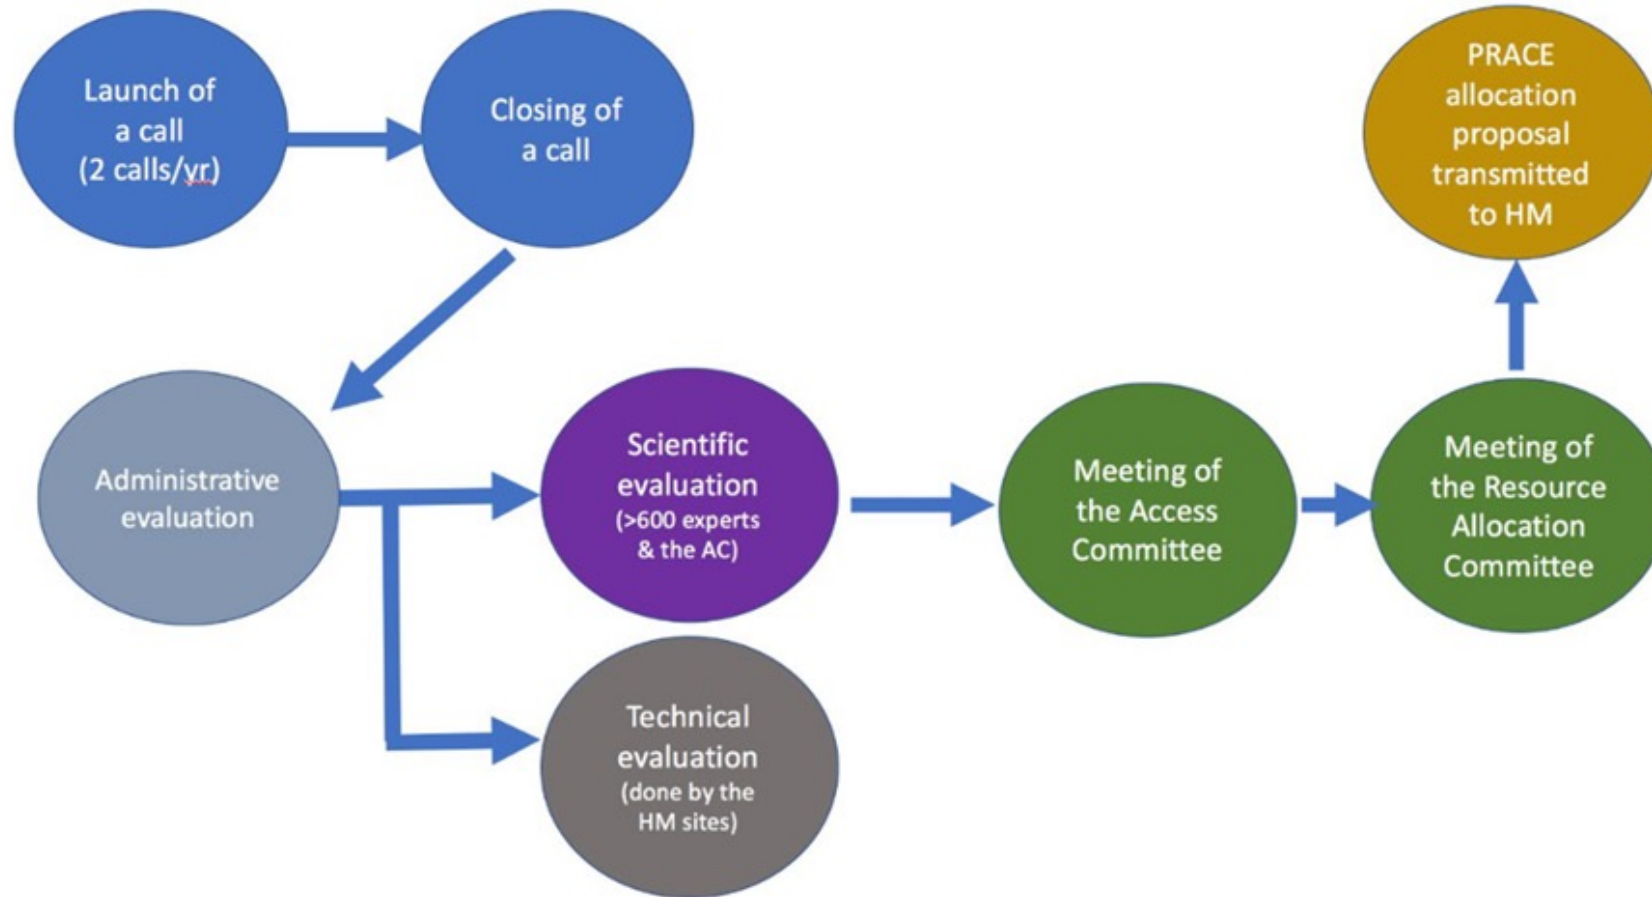 Launch of
a call
(2 calls/yr)
Closing of
a call
PRACE
allocation
proposal
transmitted
to HM
Administrative
evaluation
Scientific
evaluation
(>600 experts
& the AC)
Meeting of
the Access
Committee
Meeting of
the Resource
Allocation
Committee
Technical
evaluation
(done by the
HM sites)